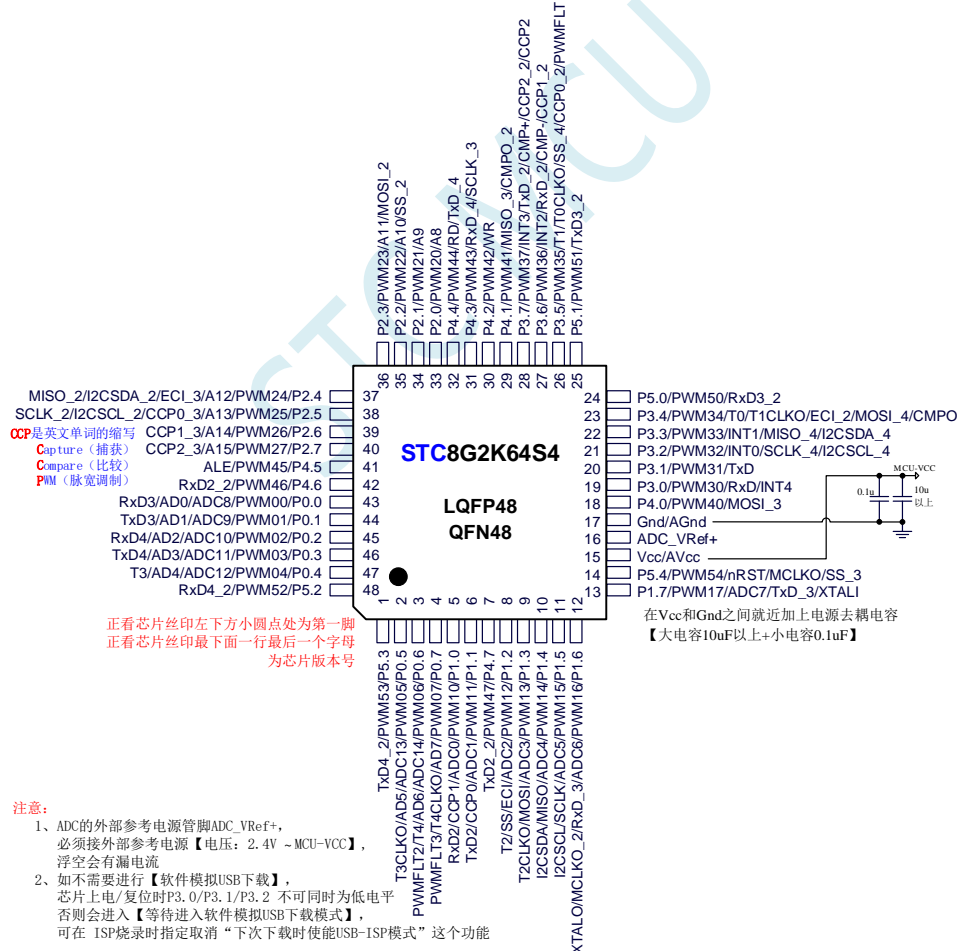 STCMCU
P2.3/PWM23/A11/MOSI_2
P2.2/PWM22/A10/SS_2
P2.1/PWM21/A9
P2.0/PWM20/A8
P4.4/PWM44/RD/TxD_4
P4.3/PWM43/RxD_4/SCLK_3
P4.2/PWM42/WR
P4.1/PWM41/MISO_3/CMPO_2
P3.7/PWM37/INT3/TxD_2/CMP+/CCP2_2/CCP2
P3.6/PWM36/INT2/RxD_2/CMP-/CCP1_2
P3.5/PWM35/T1/T0CLKO/SS_4/CCP0_2/PWMFLT
P5.1/PWM51/TxD3_2
36
35
34
33
32
31
30
29
28
27
26
25
MISO_2/I2CSDA_2/ECI_3/A12/PWM24/P2.4 37
SCLK_2/I2CSCL_2/CCP0_3/A13/PWM25/P2.5 38
CCP1_3/A14/PWM26/P2.6 39
CCP2_3/A15/PWM27/P2.7 40
ALE/PWM45/P4.5 41
RxD2_2/PWM46/P4.6 42
RxD3/AD0/ADC8/PWM00/P0.0 43
TxD3/AD1/ADC9/PWM01/P0.1 44
RxD4/AD2/ADC10/PWM02/P0.2 45
TxD4/AD3/ADC11/PWM03/P0.3 46
T3/AD4/ADC12/PWM04/P0.4 47
RxD4_2/PWM52/P5.2 48
CCP是英文单词的缩写
Capture（捕获）
Compare（比较）
PWM（脉宽调制）
STC8G2K64S4
LQFP48
QFN48
24 P5.0/PWM50/RxD3_2
23 P3.4/PWM34/T0/T1CLKO/ECI_2/MOSI_4/CMPO
22 P3.3/PWM33/INT1/MISO_4/I2CSDA_4
21 P3.2/PWM32/INT0/SCLK_4/I2CSCL_4
20 P3.1/PWM31/TxD
19 P3.0/PWM30/RxD/INT4
18 P4.0/PWM40/MOSI_3
17 Gnd/AGnd
16 ADC_VRef+
15 Vcc/AVcc
14 P5.4/PWM54/nRST/MCLKO/SS_3
13 P1.7/PWM17/ADC7/TxD_3/XTALI
MCU-VCC
0.1u
10u
以上
在Vcc和Gnd之间就近加上电源去耦电容
【大电容10uF以上+小电容0.1uF】
正看芯片丝印左下方小圆点处为第一脚
正看芯片丝印最下面一行最后一个字母
为芯片版本号
1
2
3
4
5
6
7
8
9
10
11
12
TxD4_2/PWM53/P5.3
T3CLKO/AD5/ADC13/PWM05/P0.5
PWMFLT2/T4/AD6/ADC14/PWM06/P0.6
PWMFLT3/T4CLKO/AD7/PWM07/P0.7
RxD2/CCP1/ADC0/PWM10/P1.0
TxD2/CCP0/ADC1/PWM11/P1.1
TxD2_2/PWM47/P4.7
T2/SS/ECI/ADC2/PWM12/P1.2
T2CLKO/MOSI/ADC3/PWM13/P1.3
I2CSDA/MISO/ADC4/PWM14/P1.4
I2CSCL/SCLK/ADC5/PWM15/P1.5
XTALO/MCLKO_2/RxD_3/ADC6/PWM16/P1.6
注意：
1、ADC的外部参考电源管脚ADC_VRef+，
必须接外部参考电源【电压：2.4V ~ MCU-VCC】，
浮空会有漏电流
2、如不需要进行【软件模拟USB下载】，
芯片上电/复位时P3.0/P3.1/P3.2 不可同时为低电平
否则会进入【等待进入软件模拟USB下载模式】，
可在 ISP烧录时指定取消“下次下载时使能USB-ISP模式”这个功能